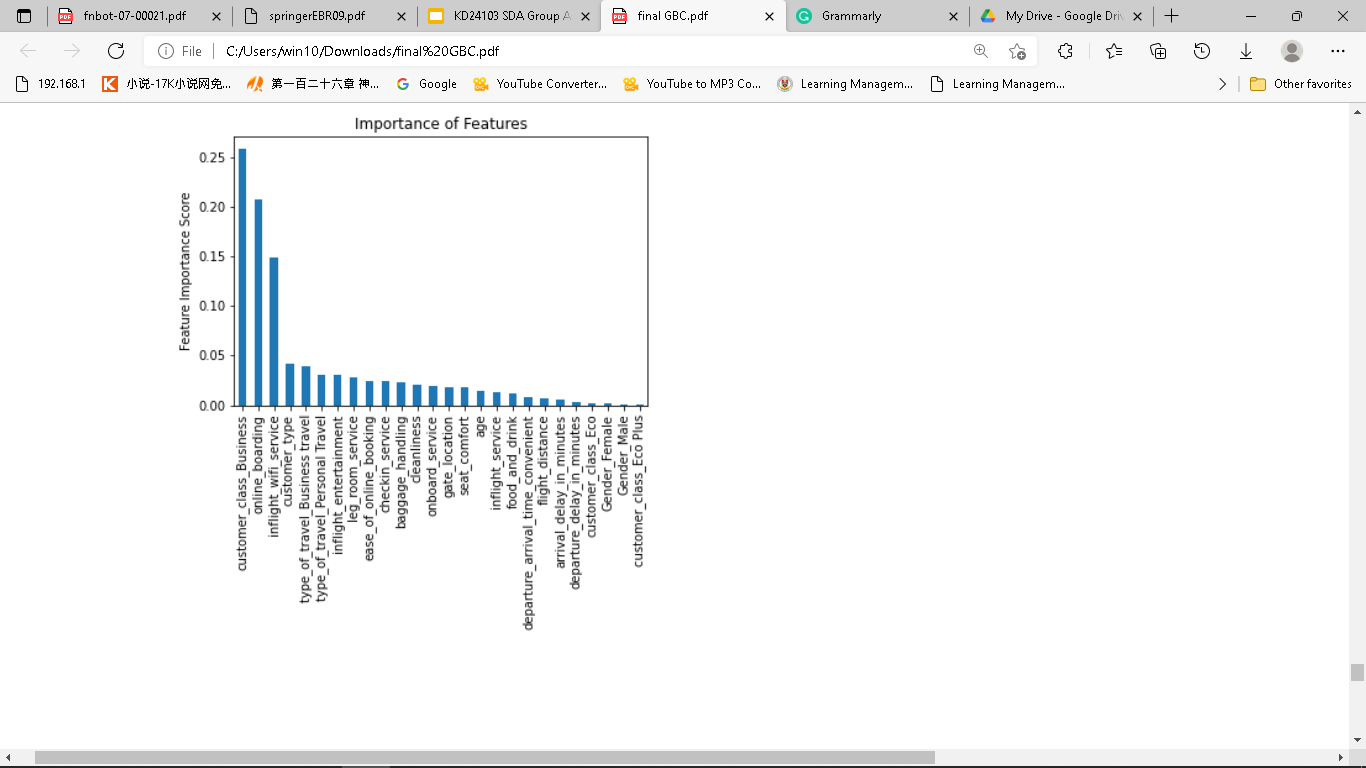 fnbot-07-00021.pdf
springerEBR09.pdf
KD24103 SDA Group A
final GBC.pdf
Grammarly
My Drive - Google Driv
File
C:/Users/win10/Downloads/final%20GBC.pdf
192.168.1
小说-17K小说网免...
第一百二十六章 神...
Google
YouTube Converter...
YouTube to MP3 Co...
Learning Managem...
Learning Managem...
Other favorites
Importance of Features
Feature Importance Score
0.25
0.20
0.15
0.10
0.05
0.00
customer_class_Business
online_boarding
inflight_wifi_service
customer_type
type_of_travel_Business travel
type_of_travel_Personal Travel
inflight_entertainment
leg_room_service
ease_of_online_booking
checkin_service
baggage_handling
cleanliness
onboard_service
gate_location
seat_comfort
age
inflight_service
food_and_drink
departure_arrival_time_convenient
flight_distance
arrival_delay_in_minutes
departure_delay_in_minutes
customer_class_Eco
Gender_Female
Gender_Male
customer_class_Eco Plus